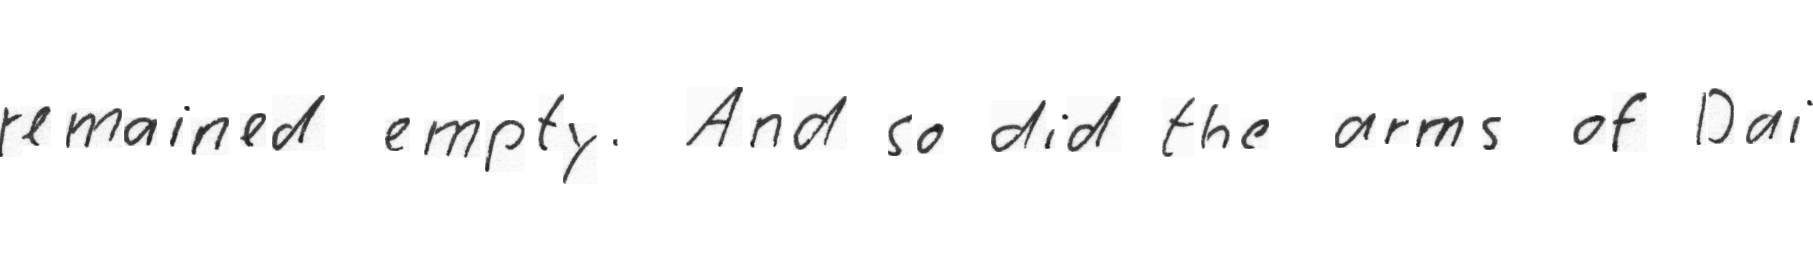 remained empty. And so did the arms of Dai